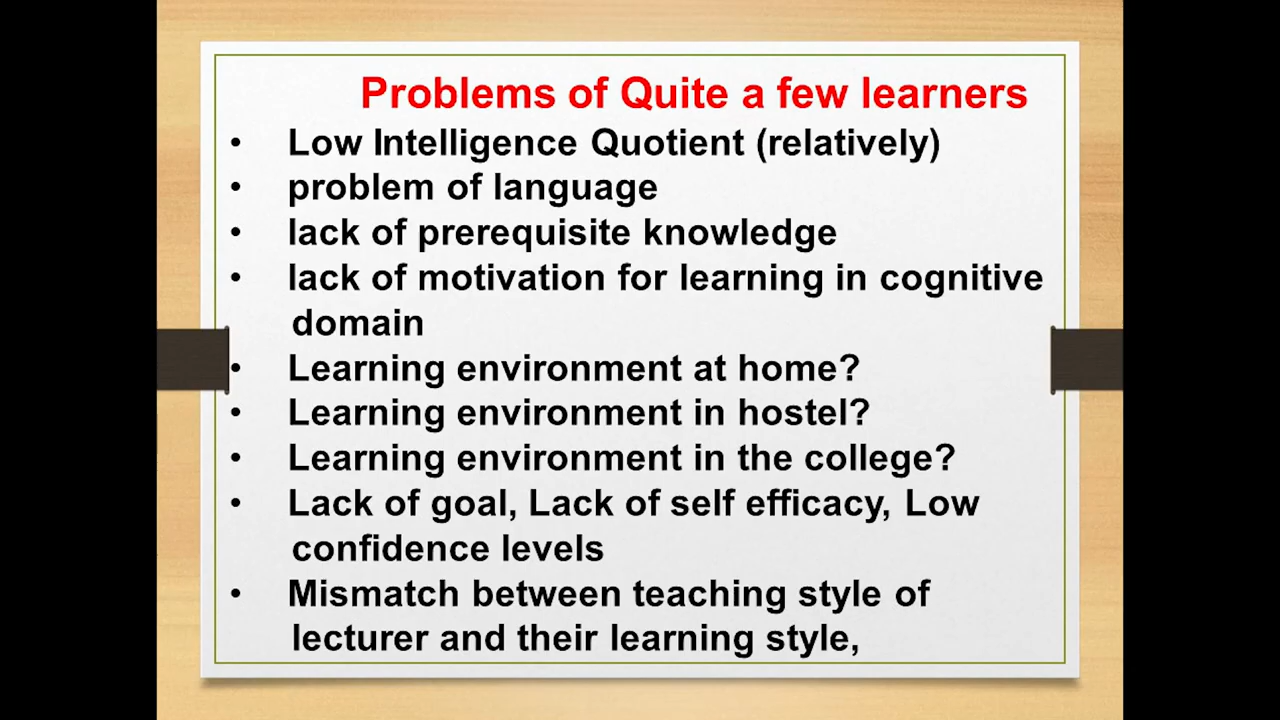 Problems of Quite a few learners
• Low Intelligence Quotient (relatively)
• problem of language
• lack of prerequisite knowledge
• lack of motivation for learning in cognitive
domain
• Learning environment at home?
• Learning environment in hostel?
• Learning environment in the college?
• Lack of goal, Lack of self efficacy, Low
confidence levels
• Mismatch between teaching style of
lecturer and their learning style,